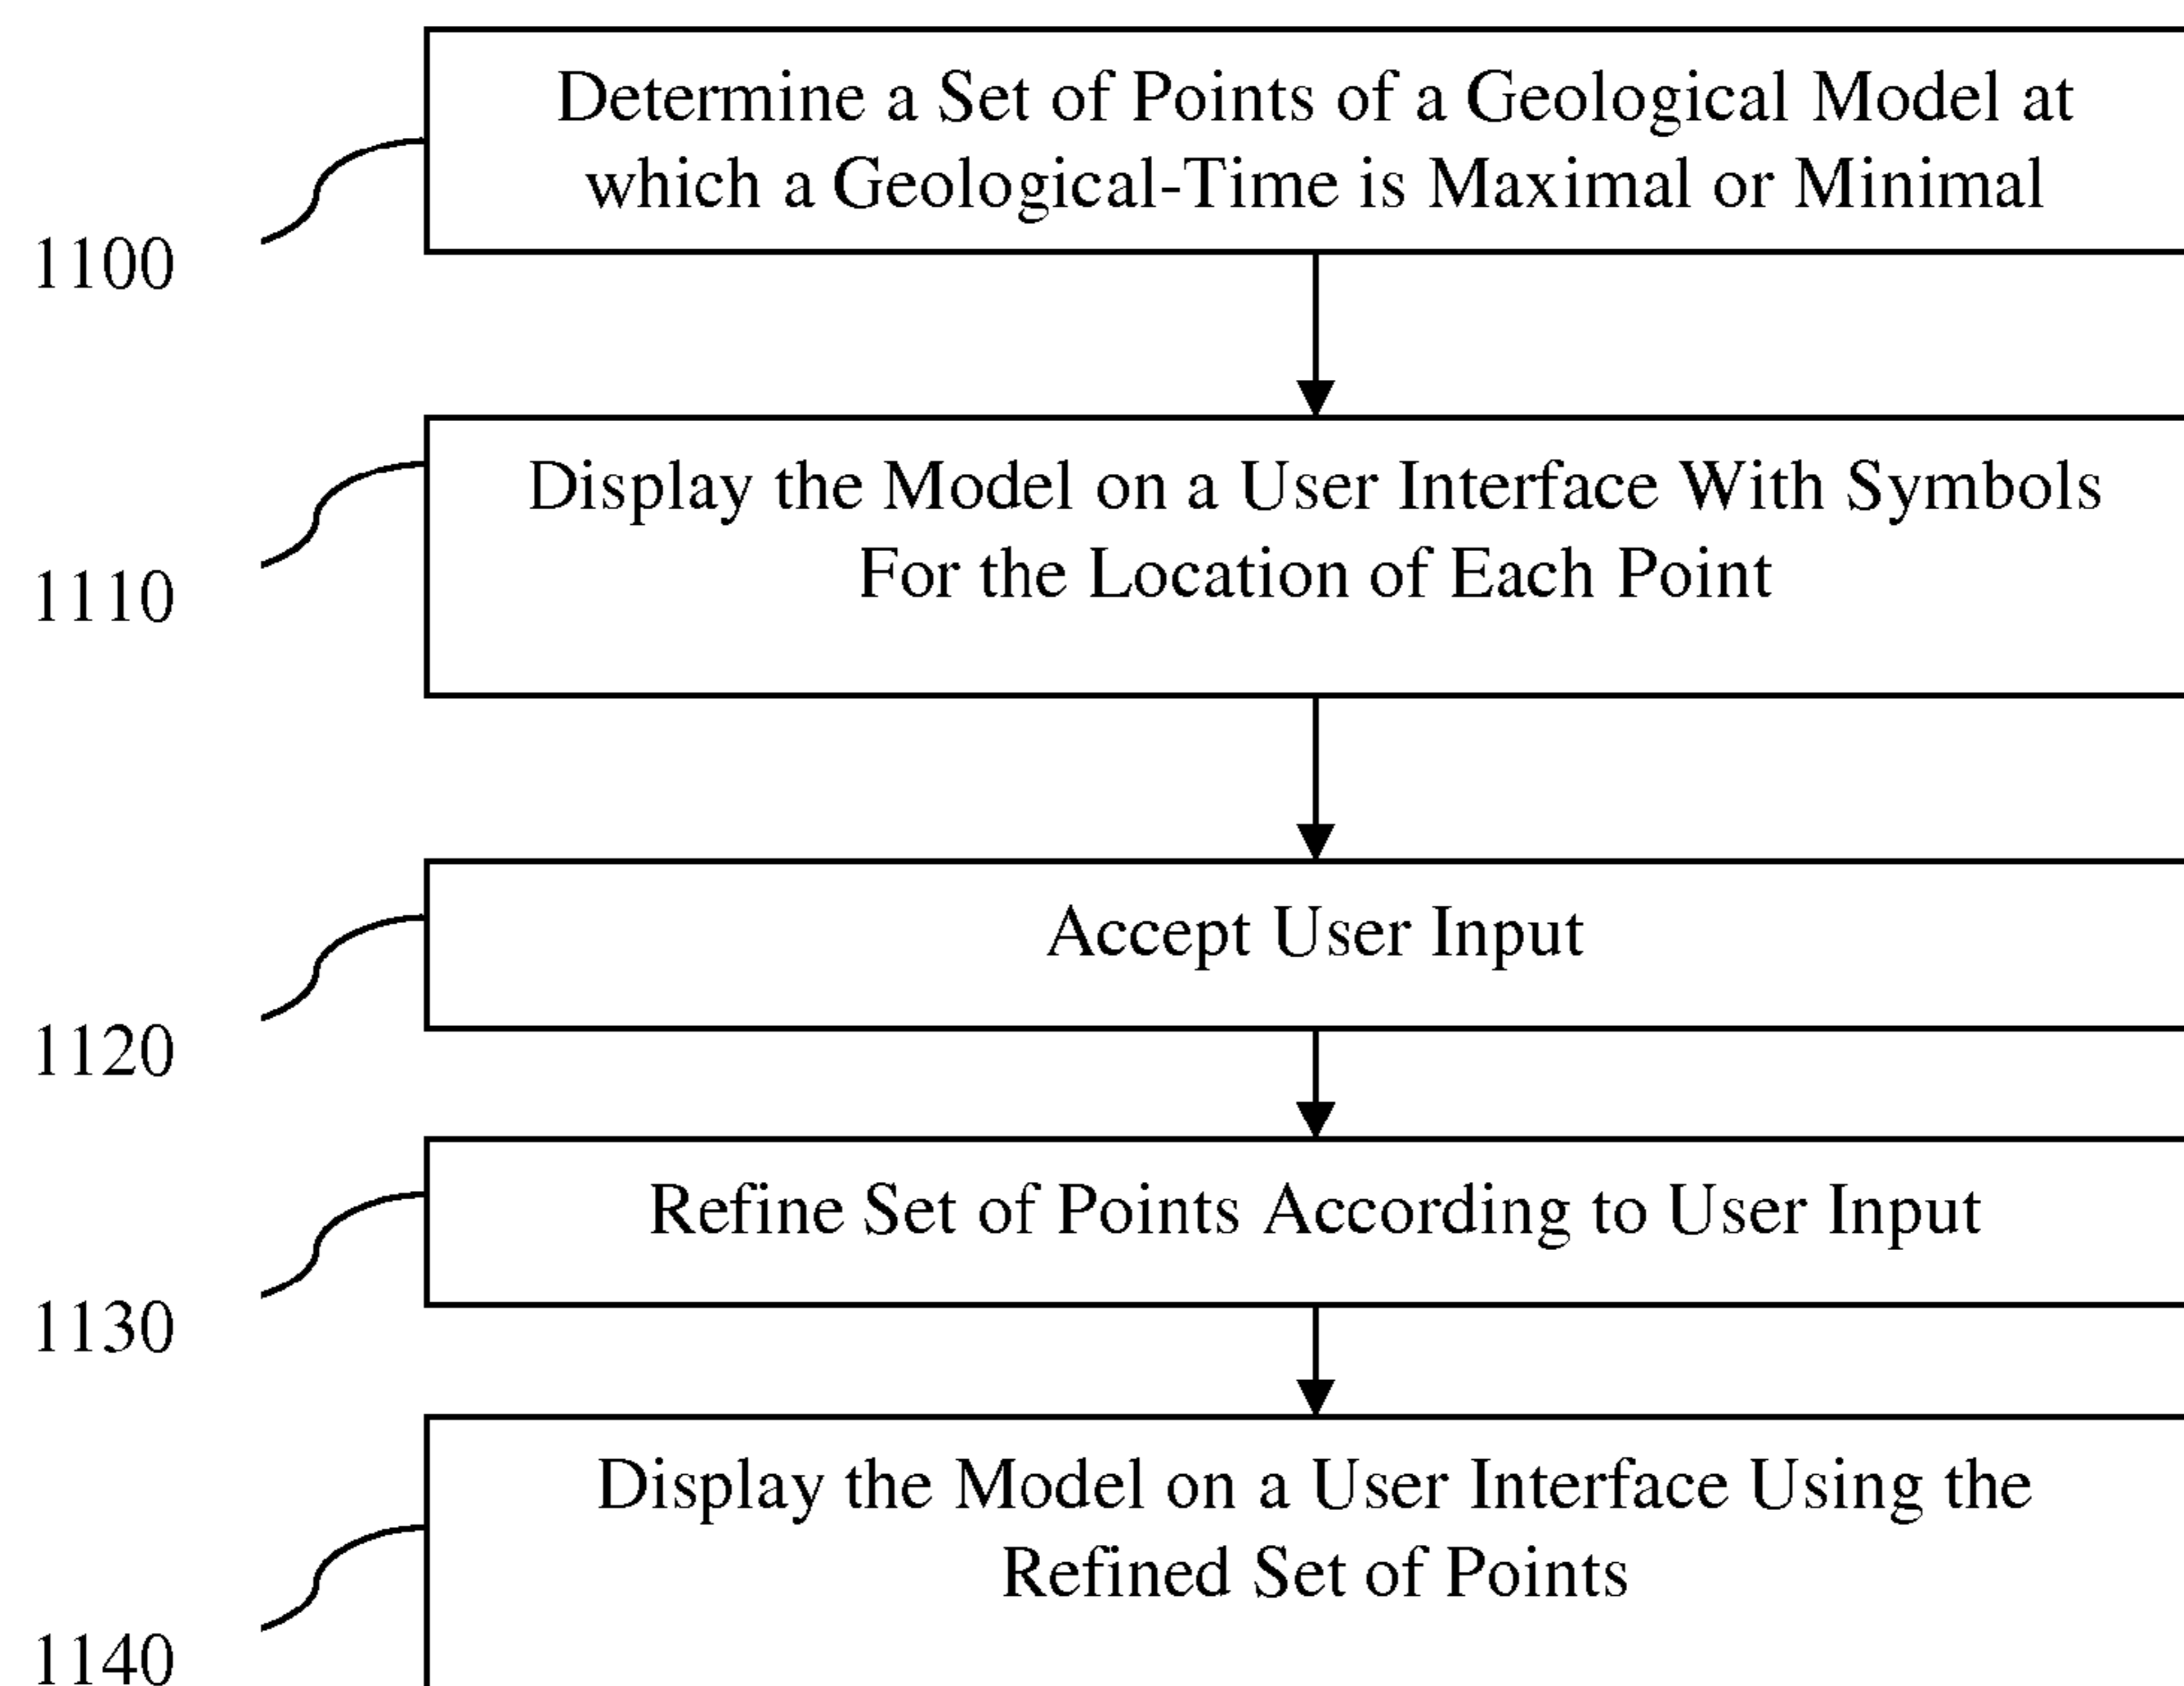 Determine a Set of Points of a Geological Model at
which a Geological-Time is Maximal or Minimal
1100
Display the Model on a User Interface With Symbols
For the Location of Each Point
1110
Accept User Input
1120
Refine Set of Points According to User Input
1130
Display the Model on a User Interface Using the
Refined Set of Points
1140